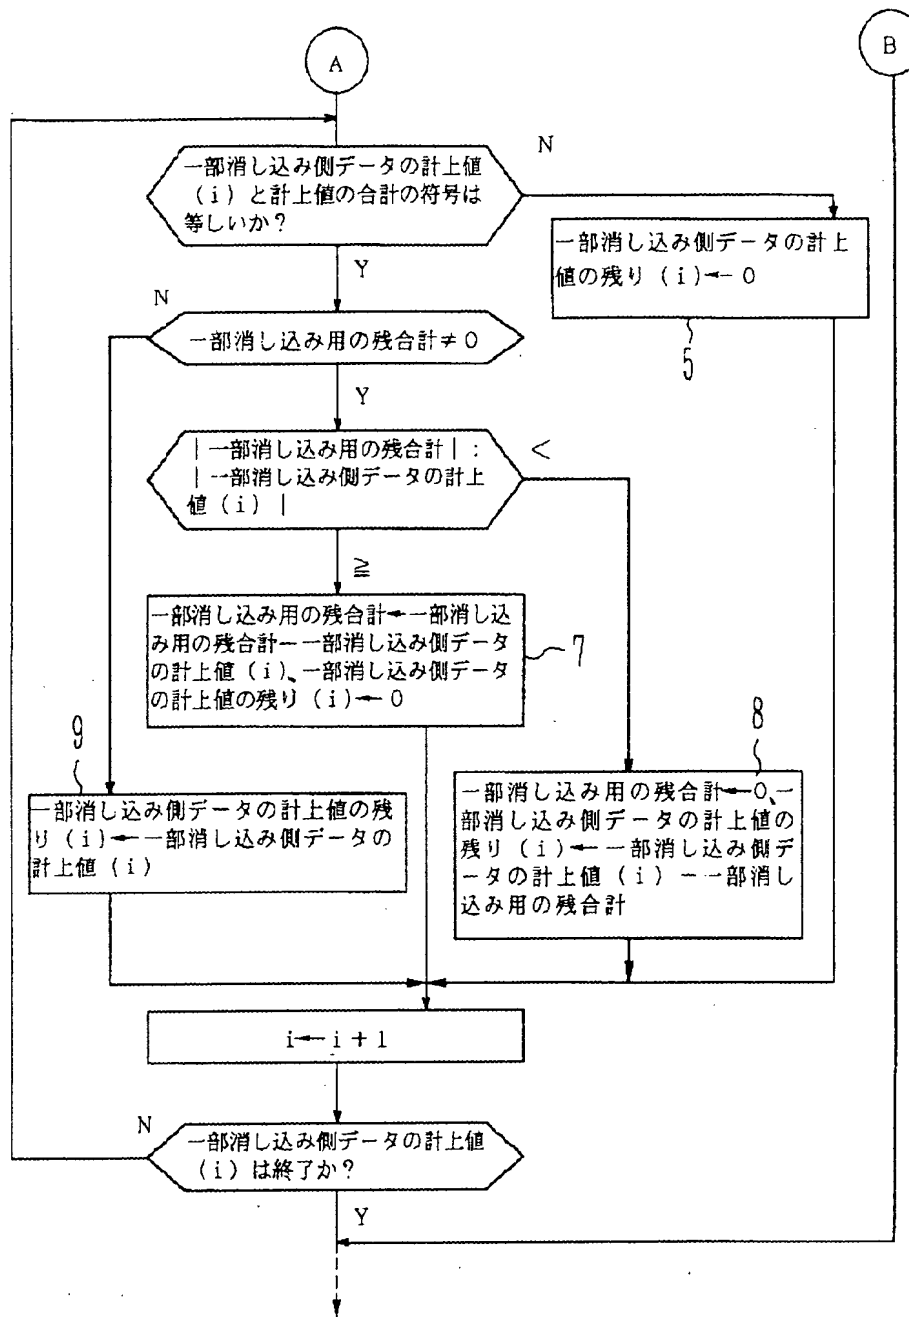 A
B
N
一部消し込み側データの計上値
(i)と計上値の合計の符号は
等しいか?
一部消し込み側データの計上
値の残り(i)←0
5
Y
N
一部消し込み用の残合計≠0
Y
|一部消し込み用の残合計|:
|一部消し込み側データの計上
値(i)|
<
≧
一部消し込み用の残合計←一部消し込
み用の残合計ー一部消し込み側データ
の計上値(i)、一部消し込み側データ
の計上値の残り(i)←0
7
8
9
一部消し込み用の残合計←0、一
部消し込み側データの計上値の
残り(i)←一部消し込み側デ
ータの計上値(i)ー一部消し
込み用の残合計
一部消し込み側データの計上値の残
り(i)←一部消し込み側データの
計上値(i)
i←i+1
N
一部消し込み側データの計上値
(i)は終了か?
Y